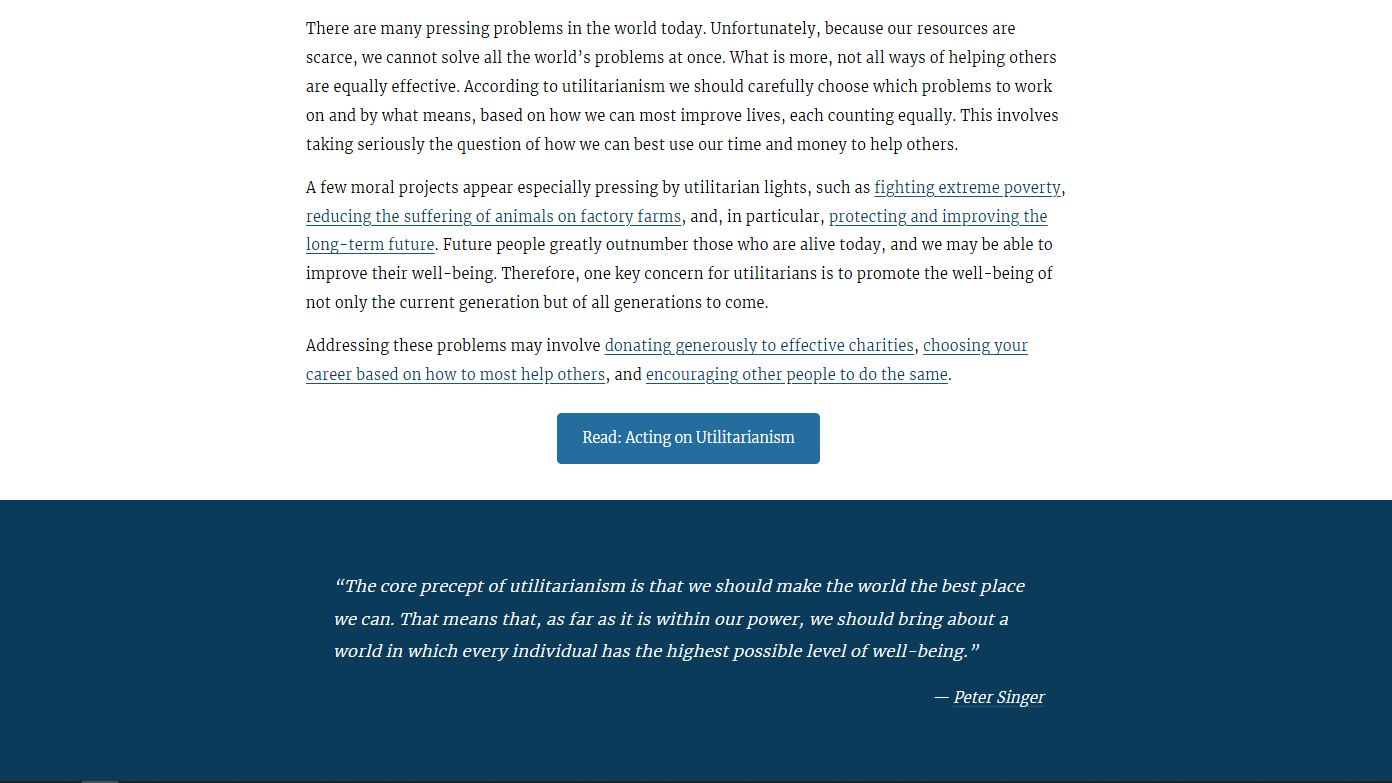 There are many pressing problems in the world today. Unfortunately, because our resources are
scarce, we cannot solve all the world’s problems at once. What is more, not all ways of helping others
are equally effective. According to utilitarianism we should carefully choose which problems to work
on and by what means, based on how we can most improve lives, each counting equally. This involves
taking seriously the question of how we can best use our time and money to help others.
A few moral projects appear especially pressing by utilitarian lights, such as fighting extreme poverty,
reducing the suffering of animals on factory farms, and, in particular, protecting and improving the
long-term future. Future people greatly outnumber those who are alive today, and we may be able to
improve their well-being. Therefore, one key concern for utilitarians is to promote the well-being of
not only the current generation but of all generations to come.
Addressing these problems may involve donating generously to effective charities, choosing your
career based on how to most help others, and encouraging other people to do the same.
Read: Acting on Utilitarianism
“The core precept of utilitarianism is that we should make the world the best place
we can. That means that, as far as it is within our power, we should bring about a
world in which every individual has the highest possible level of well-being.”
— Peter Singer